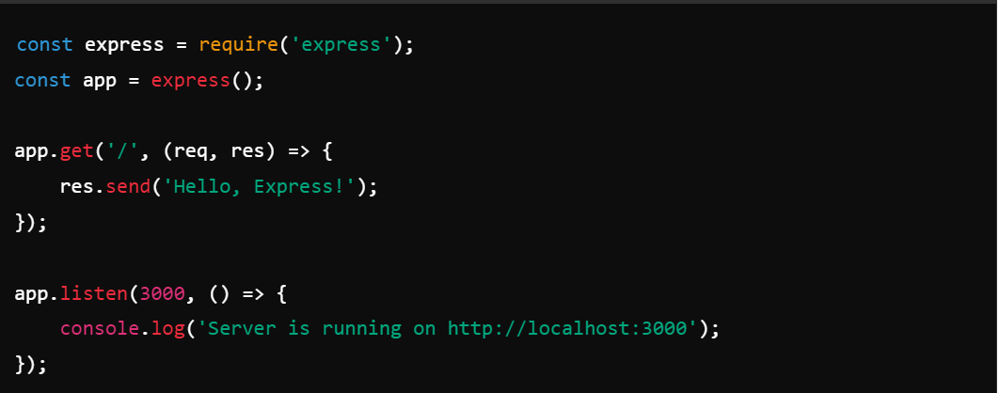 const express = require('express');
const app = express();

app.get('/', (req, res) => {
    res.send('Hello, Express!');
});

app.listen(3000, () => {
    console.log('Server is running on http://localhost:3000');
});